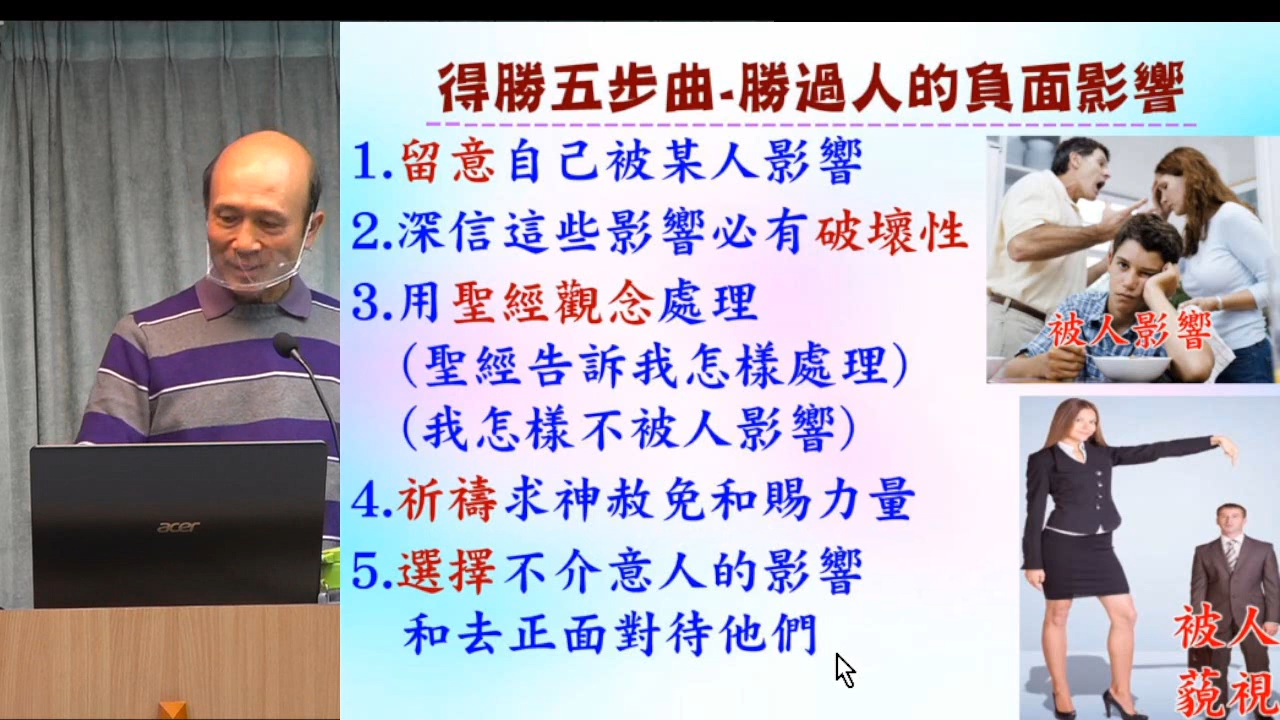 得勝五步曲-勝過人的負面影響
1.留意自己被某人影響
2.深信這些影響必有破壞性
3.用聖經觀念處理
(聖經告訴我怎樣處理)
(我怎樣不被人影響)
4.祈禱求神赦免和賜力量
5.選擇不介意人的影響
和去正面對待他們
被人影響
被人
藐視
acer